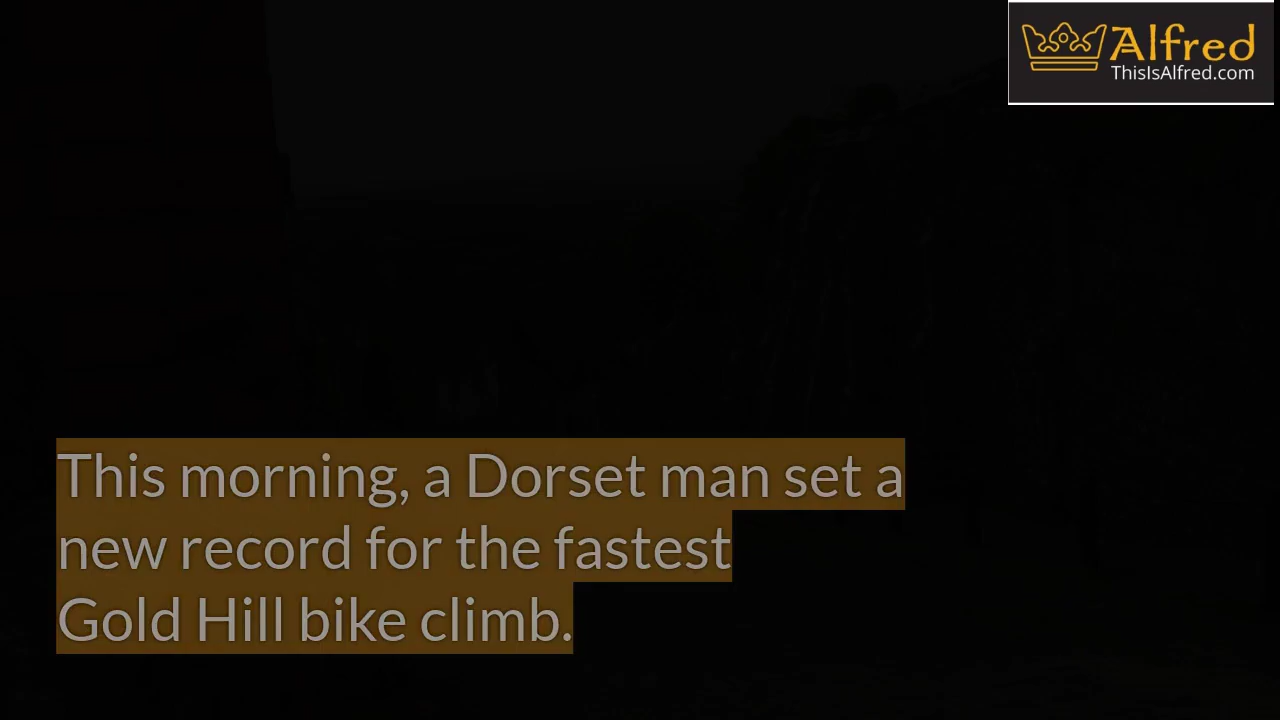 Alfred
ThisIsAlfred.com
This morning, a Dorset man set a
new record for the fastest
Gold Hill bike climb.